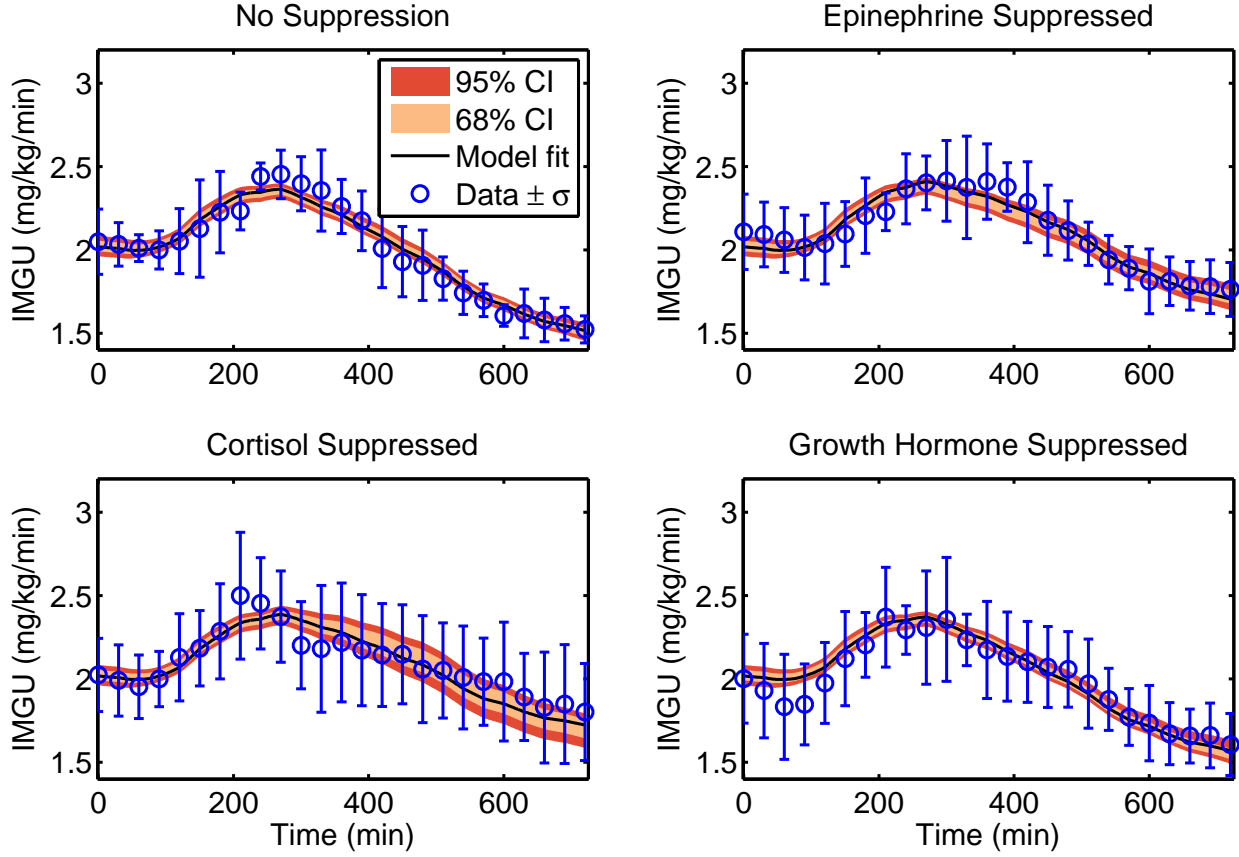 No Suppression
IMGU (mg/kg/min)
3
2.5
2
1.5
0
200
400
600
95% CI
68% CI
Model fit
Data ± σ
Epinephrine Suppressed
IMGU (mg/kg/min)
3
2.5
2
1.5
0
200
400
600
Cortisol Suppressed
IMGU (mg/kg/min)
3
2.5
2
1.5
0
200
400
600
Time (min)
Growth Hormone Suppressed
IMGU (mg/kg/min)
3
2.5
2
1.5
0
200
400
600
Time (min)